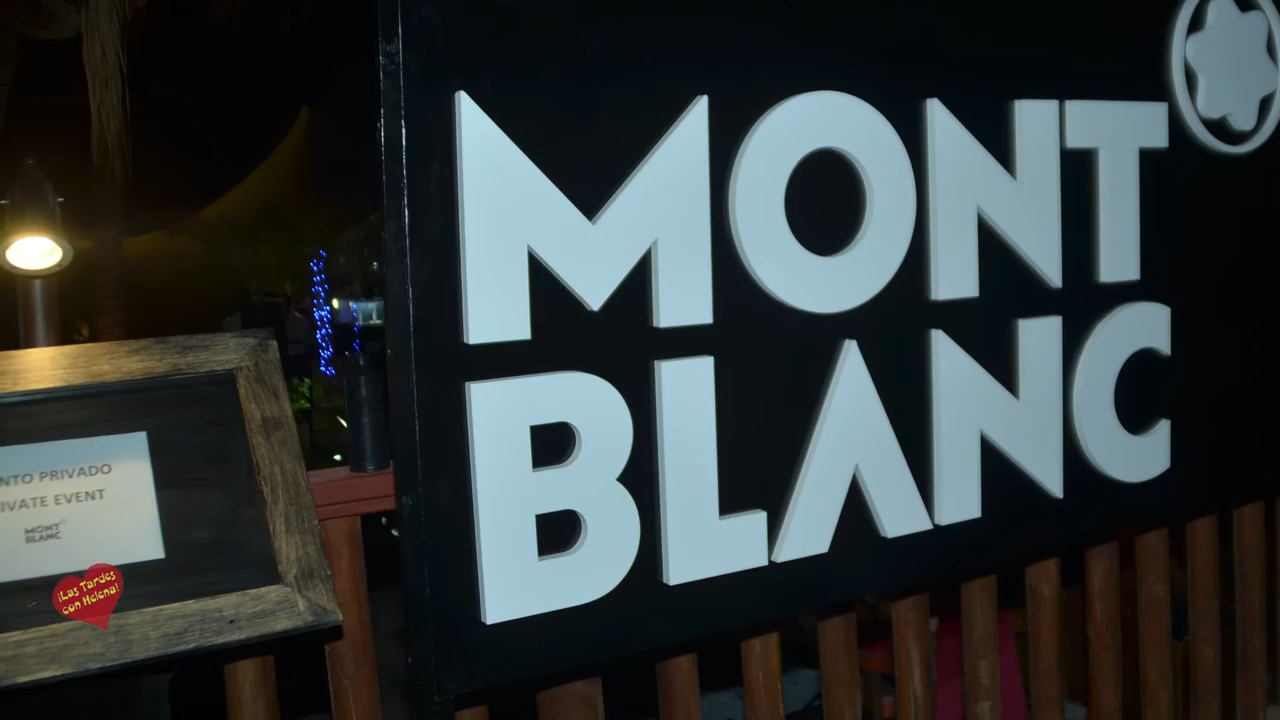 MONT
BLANC
NTO PRIVADO
IVATE EVENT
MONT
BLANC
¡Las Tardes
con Helena!